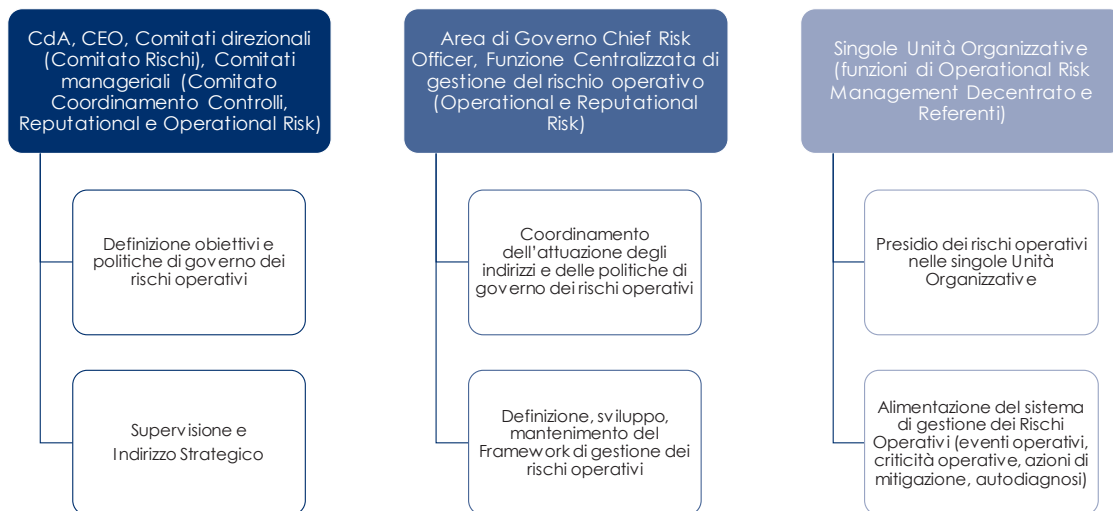 CdA, CEO, Comitati direzionali
(Comitato Rischi), Comitati
manageriali (Comitato
Coordinamento Controlli,
Reputational e Operational Risk)
Definizione obiettivi e
politiche di governo dei
rischi operativi
Supervisione e
Indirizzo Strategico
Area di Governo Chief Risk
Officer, Funzione Centralizzata di
gestione del rischio operativo
(Operational e Reputational
Risk)
Coordinamento
dell'attuazione degli
indirizzi e delle politiche di
governo dei rischi operativi
Definizione, sviluppo,
mantenimento del
Framework di gestione dei
rischi operativi
Singole Unità Organizzative
(funzioni di Operational Risk
Management Decentrato e
Referenti)
Presidio dei rischi operativi
nelle singole Unità
Organizzative
Alimentazione del sistema
di gestione dei Rischi
Operativi (eventi operativi,
criticità operative, azioni di
mitigazione, autodiagnosi)